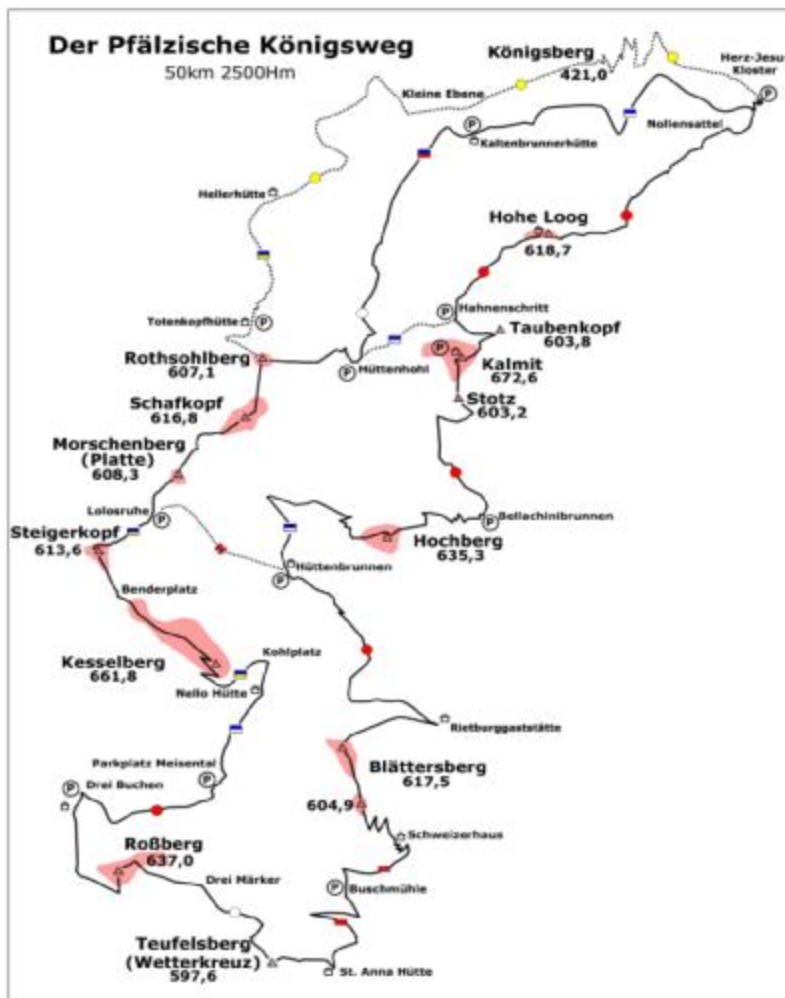 Der Pfälzische Königsweg
50km 2500Hm
Königsberg
421,0
Herz-Jesu-
Kloster
P
Kleine Ebene
Nollensattel
P
Kaltenbrunnerhütte
Hellerhütte
Hohe Loog
618,7
Hahnenschritt
P
Totenkopfhütte
P
Taubenkopf
603,8
Rothsohlberg
607,1
P
Hüttenhohl
P
Kalmit
672,6
Schafkopf
616,8
Stotz
603,2
Morschenberg
(Platte)
608,3
Lolosruhe
P
Bellachinibrunnen
P
Steigerkopf
613,6
Hochberg
635,3
Hüttenbrunnen
P
Benderplatz
Kohlplatz
Kesselberg
661,8
Nello Hütte
Rietburggaststätte
Parkplatz Meisental
P
Blättersberg
617,5
P
Drei Buchen
604,9
Schweizerhaus
Roßberg
637,0
Drei Märker
P
Buschmühle
Teufelsberg
(Wetterkreuz)
597,6
St. Anna Hütte